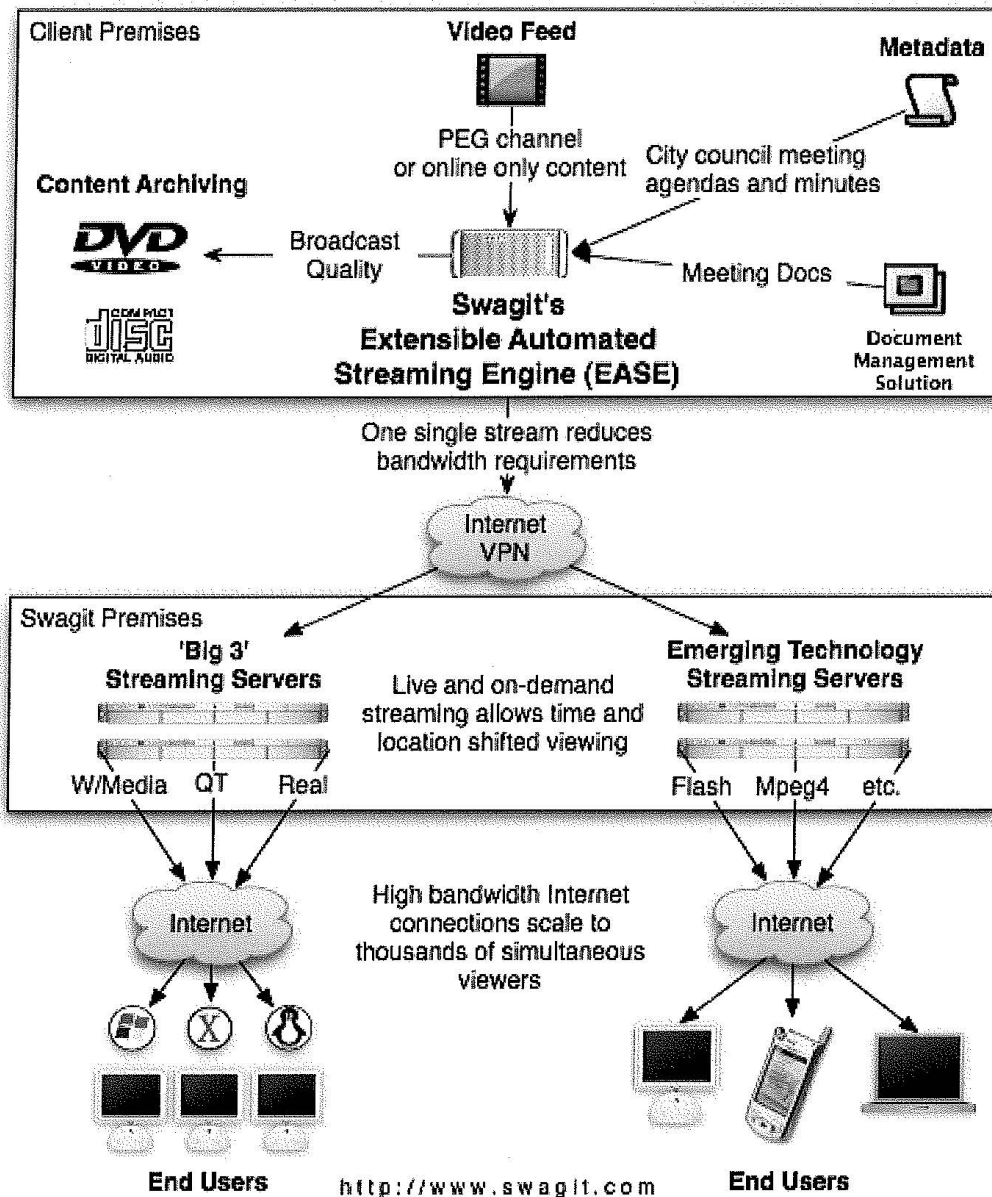 Client Premises
Video Feed
Metadata
PEG channel
or online only content
City council meeting
agendas and minutes
Content Archiving
DVD
VIDEO
Broadcast
Quality
Meeting Docs
COMPACT
disc
DIGITAL AUDIO
Swagit's
Extensible Automated
Streaming Engine (EASE)
Document
Management
Solution
One single stream reduces
bandwidth requirements
Internet
VPN
Swagit Premises
'Big 3'
Streaming Servers
Live and on-demand
streaming allows time and
location shifted viewing
Emerging Technology
Streaming Servers
W/Media QT Real
Flash Mpeg4 etc.
Internet
High bandwidth Internet
connections scale to
thousands of simultaneous
viewers
Internet
X
End Users
http://www.swagit.com
End Users